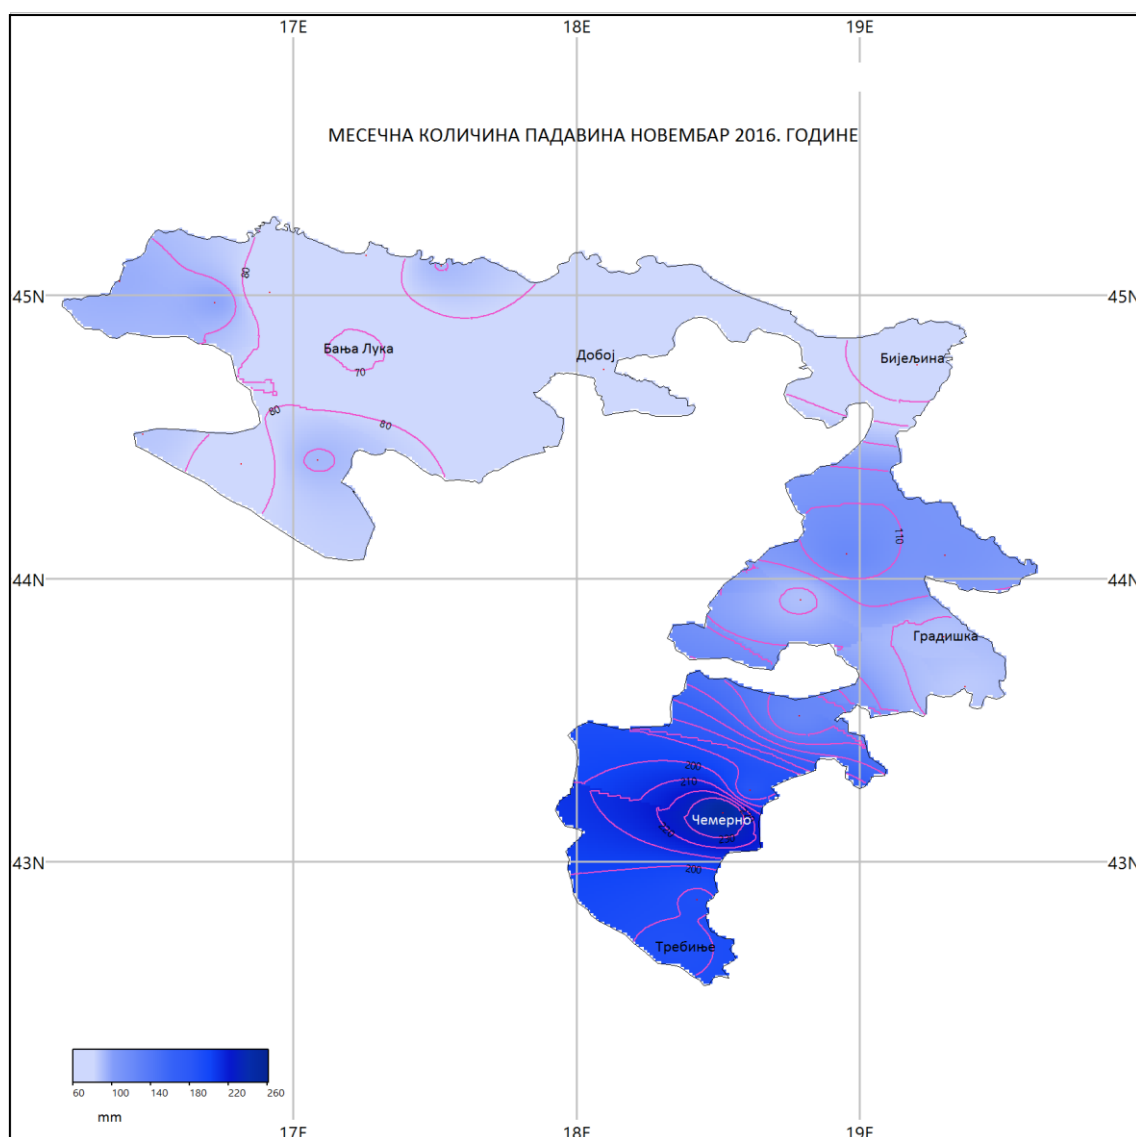 17E 18E 19E
МЕСЕЧНА КОЛИЧИНА ПАДАВИНА НОВЕМБАР 2016. ГОДИНЕ
80
45N 45N
Бања Лука
Добој
Бијељина
70
80
80
110
44N 44N
Градишка
200
210
Чемерно
220
230
43N 43N
200
Требиње
60 100 140 180 220 260
mm
17E 18E 19E